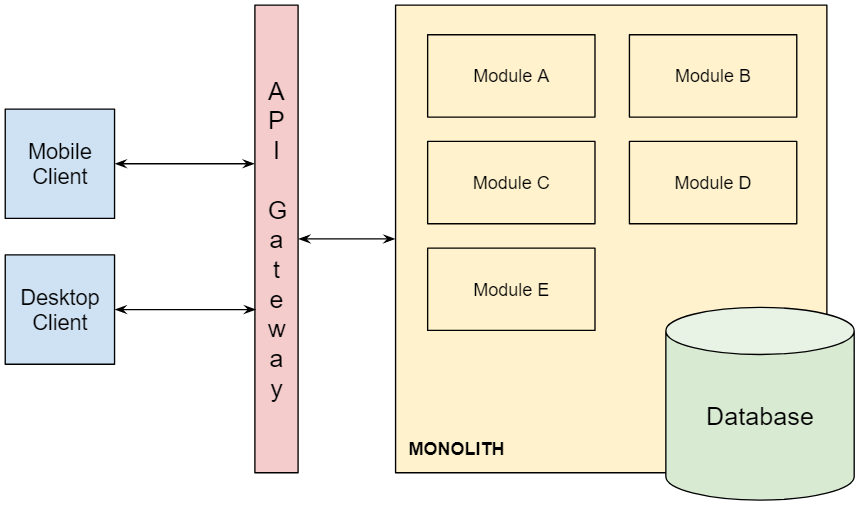 Mobile
Client
Desktop
Client
API Gateway
Module A
Module B
Module C
Module D
Module E
MONOLITH
Database